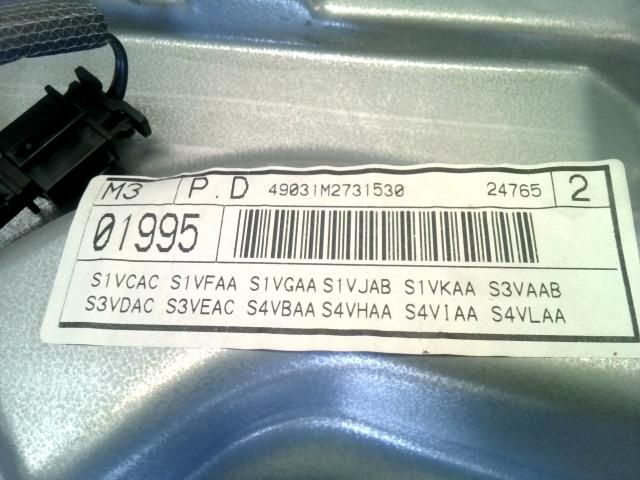 M3 P.D 49031M2731530 24765 2
01995
S1VCAC S1VFAA S1VGAA S1VJAB S1VKAA S3VAAB
S3VDAC S3VEAC S4VBAA S4VHAA S4VIAA S4VLAA